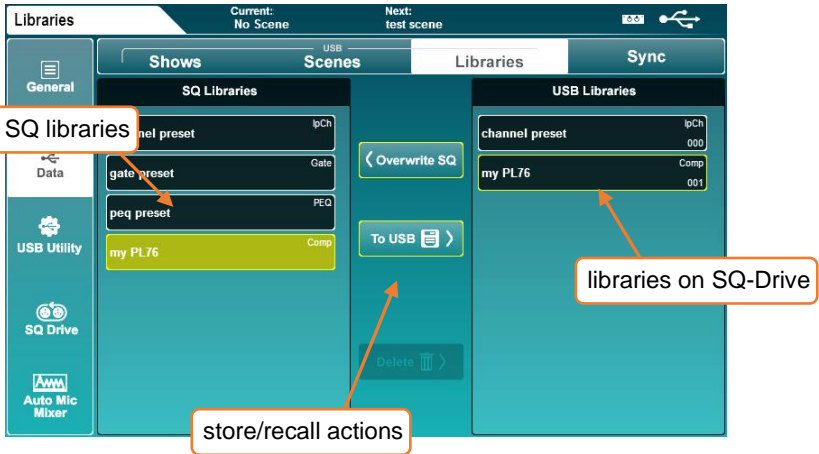 Libraries
Current:
No Scene
Next:
test scene
USB
Shows
Scenes
Libraries
Sync
General
Data
USB Utility
SQ Drive
Auto Mic
Mixer
SQ Libraries
nel preset
IpCh
gate preset
Gate
peq preset
PEQ
my PL76
Comp
Overwrite SQ
To USB
Delete
USB Libraries
channel preset
IpCh
000
my PL76
Comp
001
SQ libraries
libraries on SQ-Drive
store/recall actions